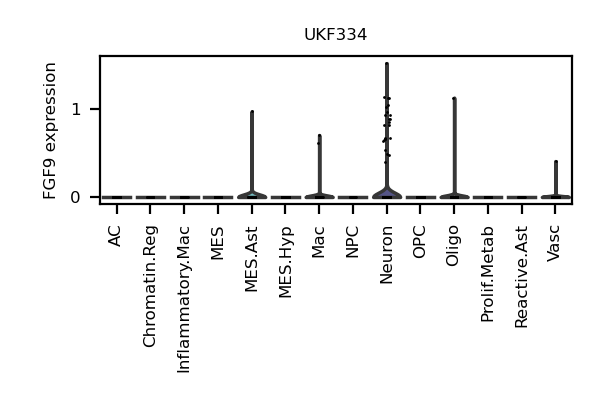 UKF334
FGF9 expression
1
0
AC
Chromatin.Reg
Inflammatory.Mac
MES
MES.Ast
MES.Hyp
Mac
NPC
Neuron
OPC
Oligo
Prolif.Metab
Reactive.Ast
Vasc